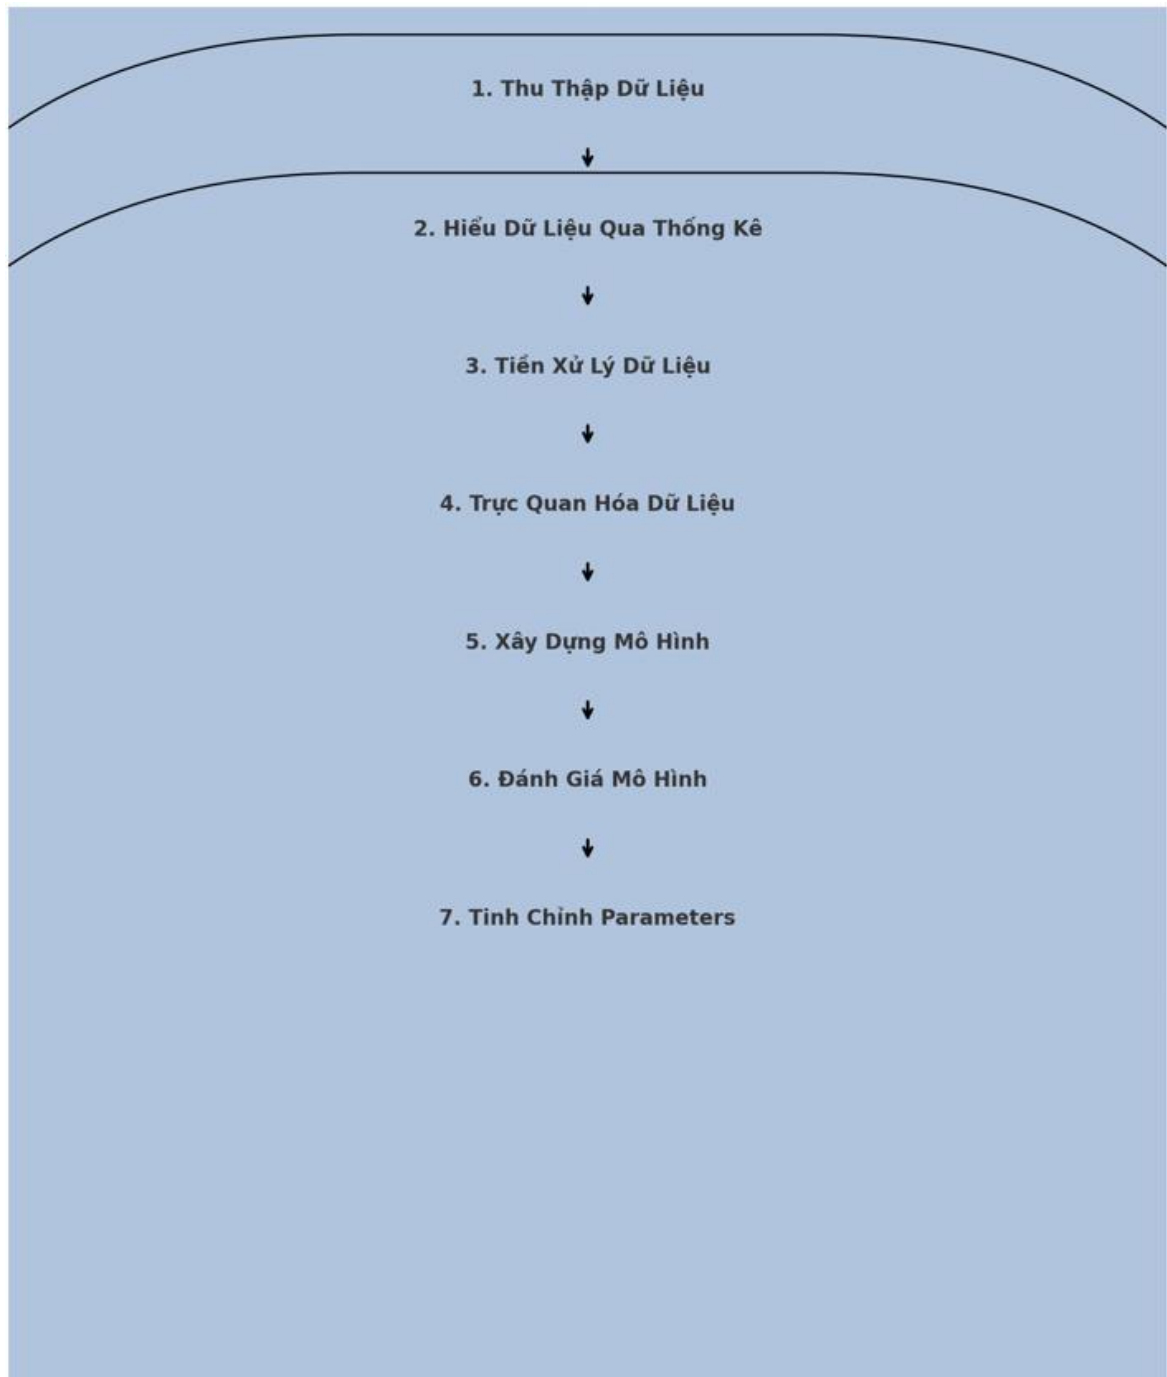 1. Thu Thập Dữ Liệu
2. Hiểu Dữ Liệu Qua Thống Kê
3. Tiền Xử Lý Dữ Liệu
4. Trực Quan Hóa Dữ Liệu
5. Xây Dựng Mô Hình
6. Đánh Giá Mô Hình
7. Tinh Chỉnh Parameters